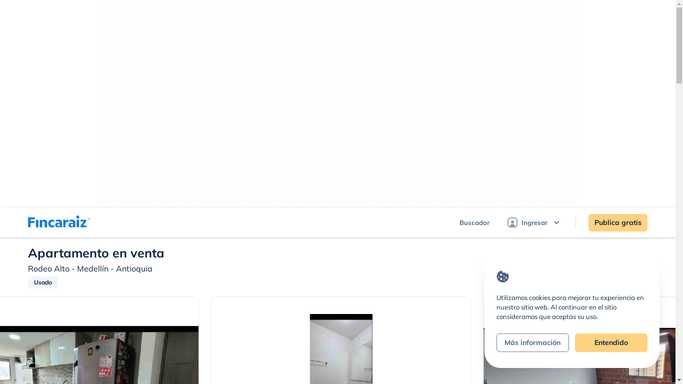 Fincaraiz
Buscador
Ingresar
Publica gratis
Apartamento en venta
Rodeo Alto - Medellín - Antioquia
Usado
Utilizamos cookies para mejorar tu experiencia en
nuestro sitio web. Al continuar en el sitio
consideramos que aceptas su uso.
Más información
Entendido